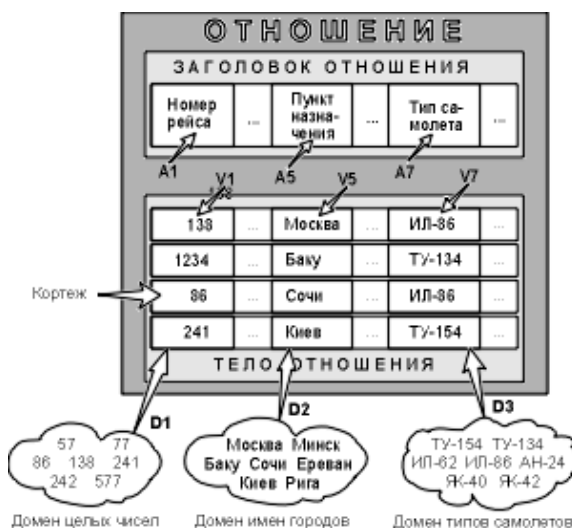 ОТНОШЕНИЕ
ЗАГОЛОВОК ОТНОШЕНИЯ
Номер рейса ... Пункт назна-чения ... Тип са-молета ...
A1 A5 A7
V1 V5 V7
138 ... Москва ... ИЛ-86 ...
1234 ... Баку ... ТУ-134 ...
Кортеж 86 ... Сочи ... ИЛ-86 ...
241 ... Киев ... ТУ-154 ...
ТЕЛО ОТНОШЕНИЯ
D1 D2 D3
57 77
86 138 241
242 577
Москва Минск
Баку Сочи Ереван
Киев Рига
ТУ-154 ТУ-134
ИЛ-62 ИЛ-86 АН-24
ЯК-40 ЯК-42
Домен целых чисел
Домен имен городов
Домен типов самолетов